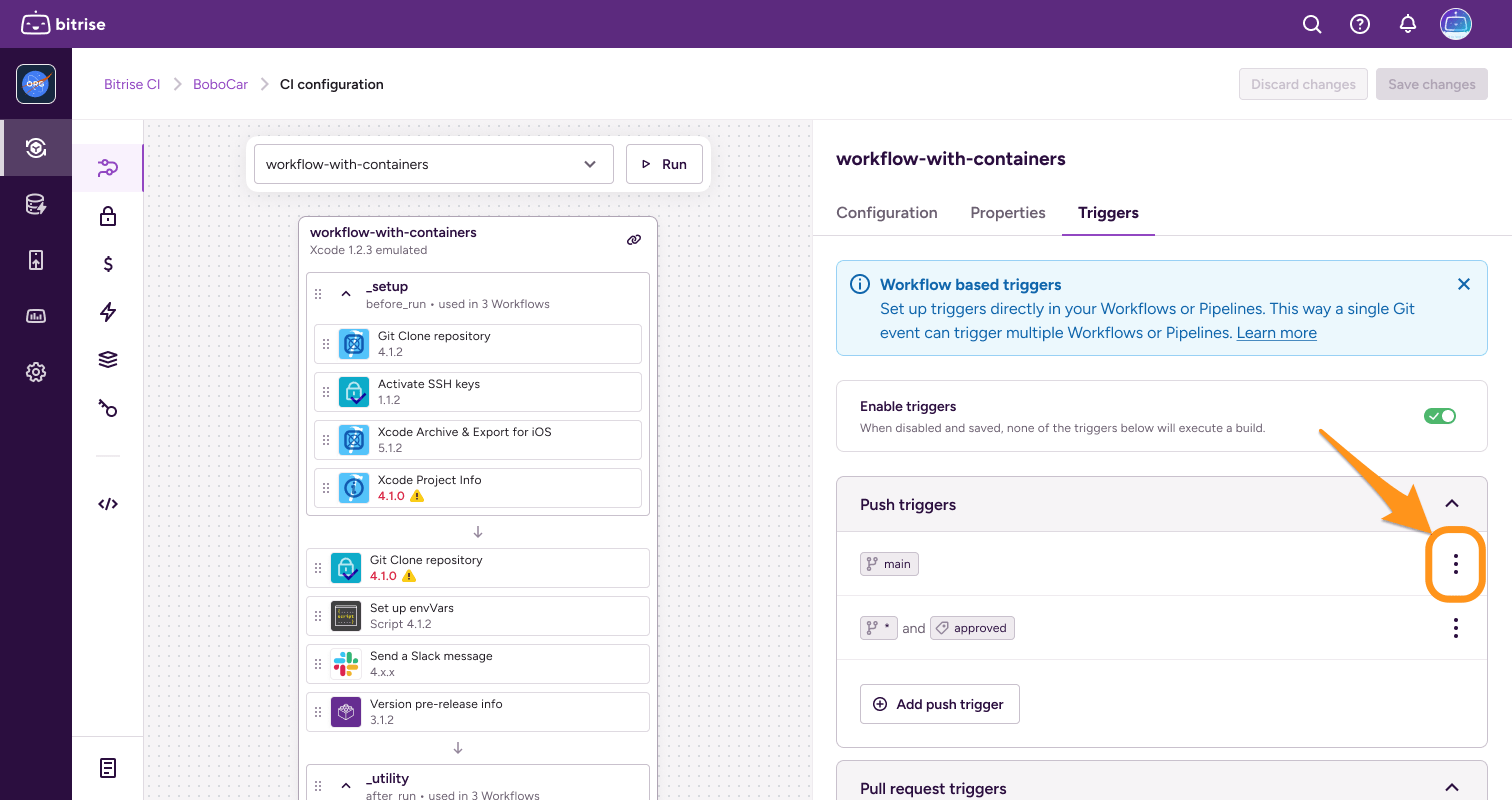 bitrise
ORG
Bitrise CI > BoboCar > CI configuration
Discard changes
Save changes
workflow-with-containers
Run
workflow-with-containers
Xcode 1.2.3 emulated
_setup
before_run • used in 3 Workflows
Git Clone repository
4.1.2
Activate SSH keys
1.1.2
Xcode Archive & Export for iOS
5.1.2
Xcode Project Info
4.1.0
Git Clone repository
4.1.0
Set up envVars
Script 4.1.2
Send a Slack message
4.x.x
Version pre-release info
3.1.2
_utility
after_run • used in 3 Workflows
workflow-with-containers
Configuration
Properties
Triggers
Workflow based triggers
Set up triggers directly in your Workflows or Pipelines. This way a single Git
event can trigger multiple Workflows or Pipelines. Learn more
Enable triggers
When disabled and saved, none of the triggers below will execute a build.
Push triggers
main
* and approved
Add push trigger
Pull request triggers